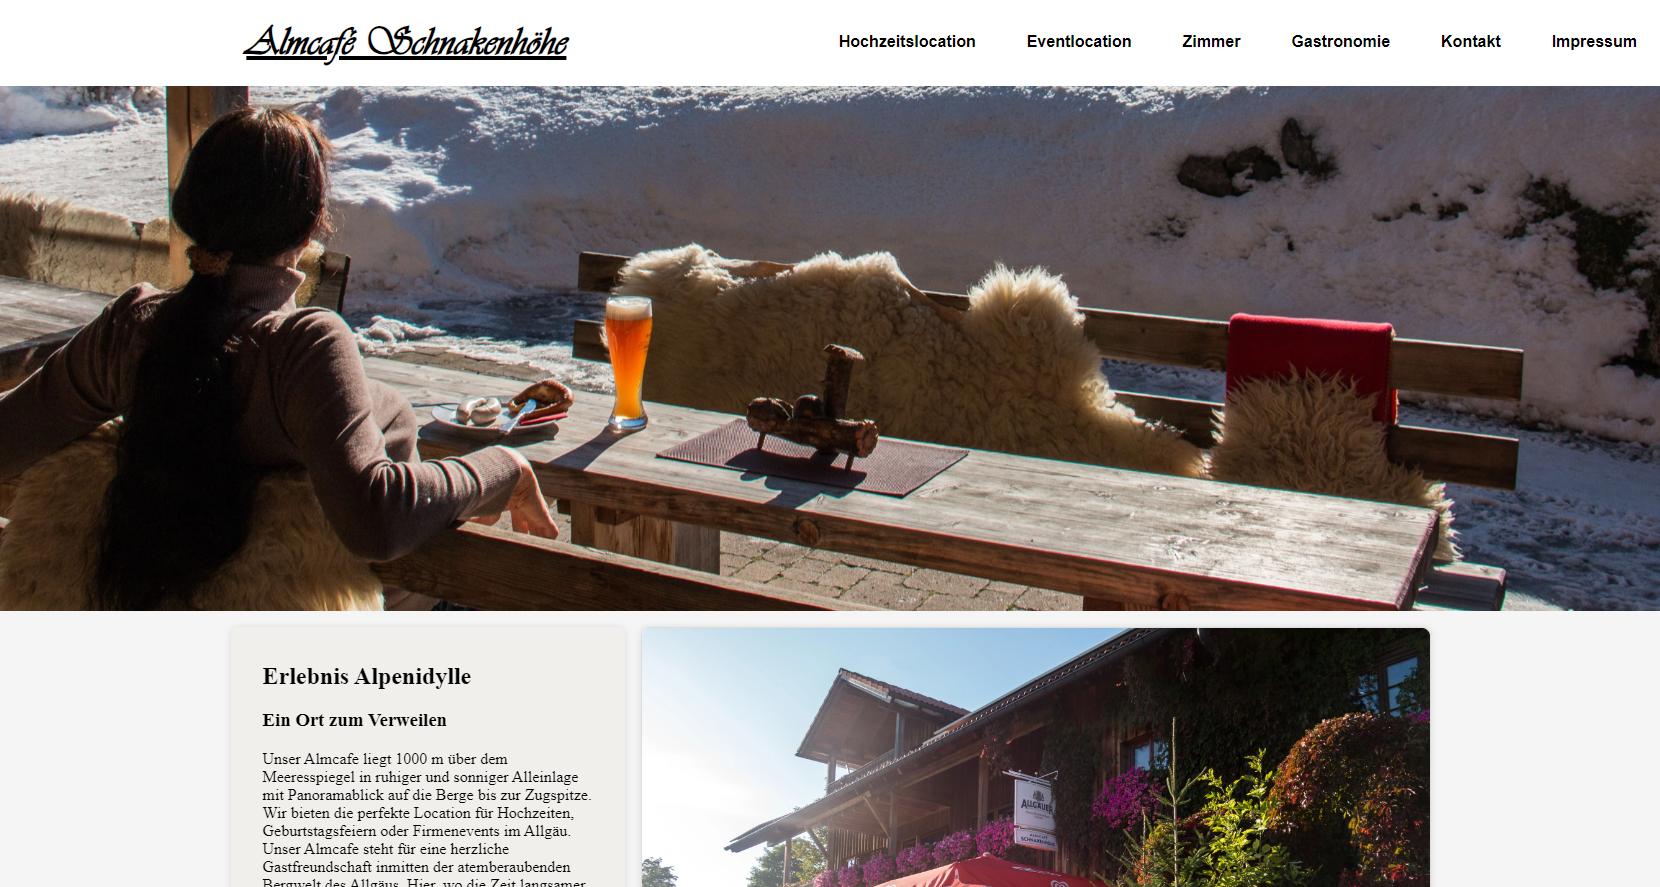 Almcafé Schnakenhöhe
Hochzeitslocation
Eventlocation
Zimmer
Gastronomie
Kontakt
Impressum
Erlebnis Alpenidylle
Ein Ort zum Verweilen
Unser Almcafe liegt 1000 m über dem
Meeresspiegel in ruhiger und sonniger Alleinlage
mit Panoramablick auf die Berge bis zur Zugspitze.
Wir bieten die perfekte Location für Hochzeiten,
Geburtstagsfeiern oder Firmenevents im Allgäu.
Unser Almcafe steht für eine herzliche
Gastfreundschaft inmitten der atemberaubenden
Bergwelt des Allgäus. Hier, wo die Zeit langsamer
ALLGÄUER
ALMCAFÉ
SCHNAKENHÖHE